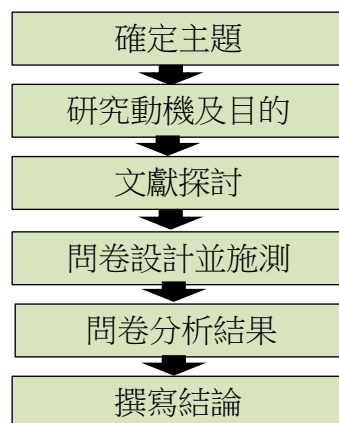 確定主題
研究動機及目的
文獻探討
問卷設計並施測
問卷分析結果
撰寫結論